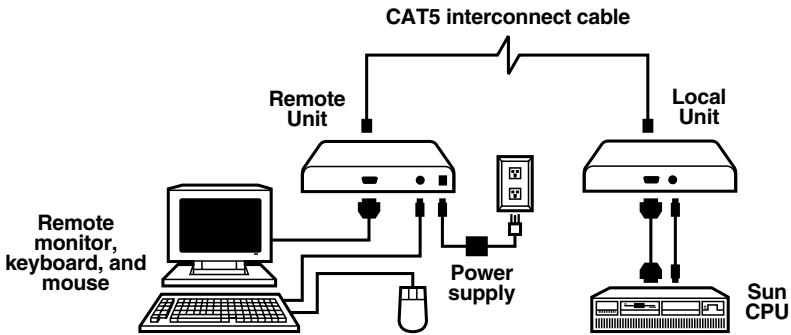 CAT5 interconnect cable
Remote
Unit
Local
Unit
Remote
monitor,
keyboard, and
mouse
Power
supply
Sun
CPU